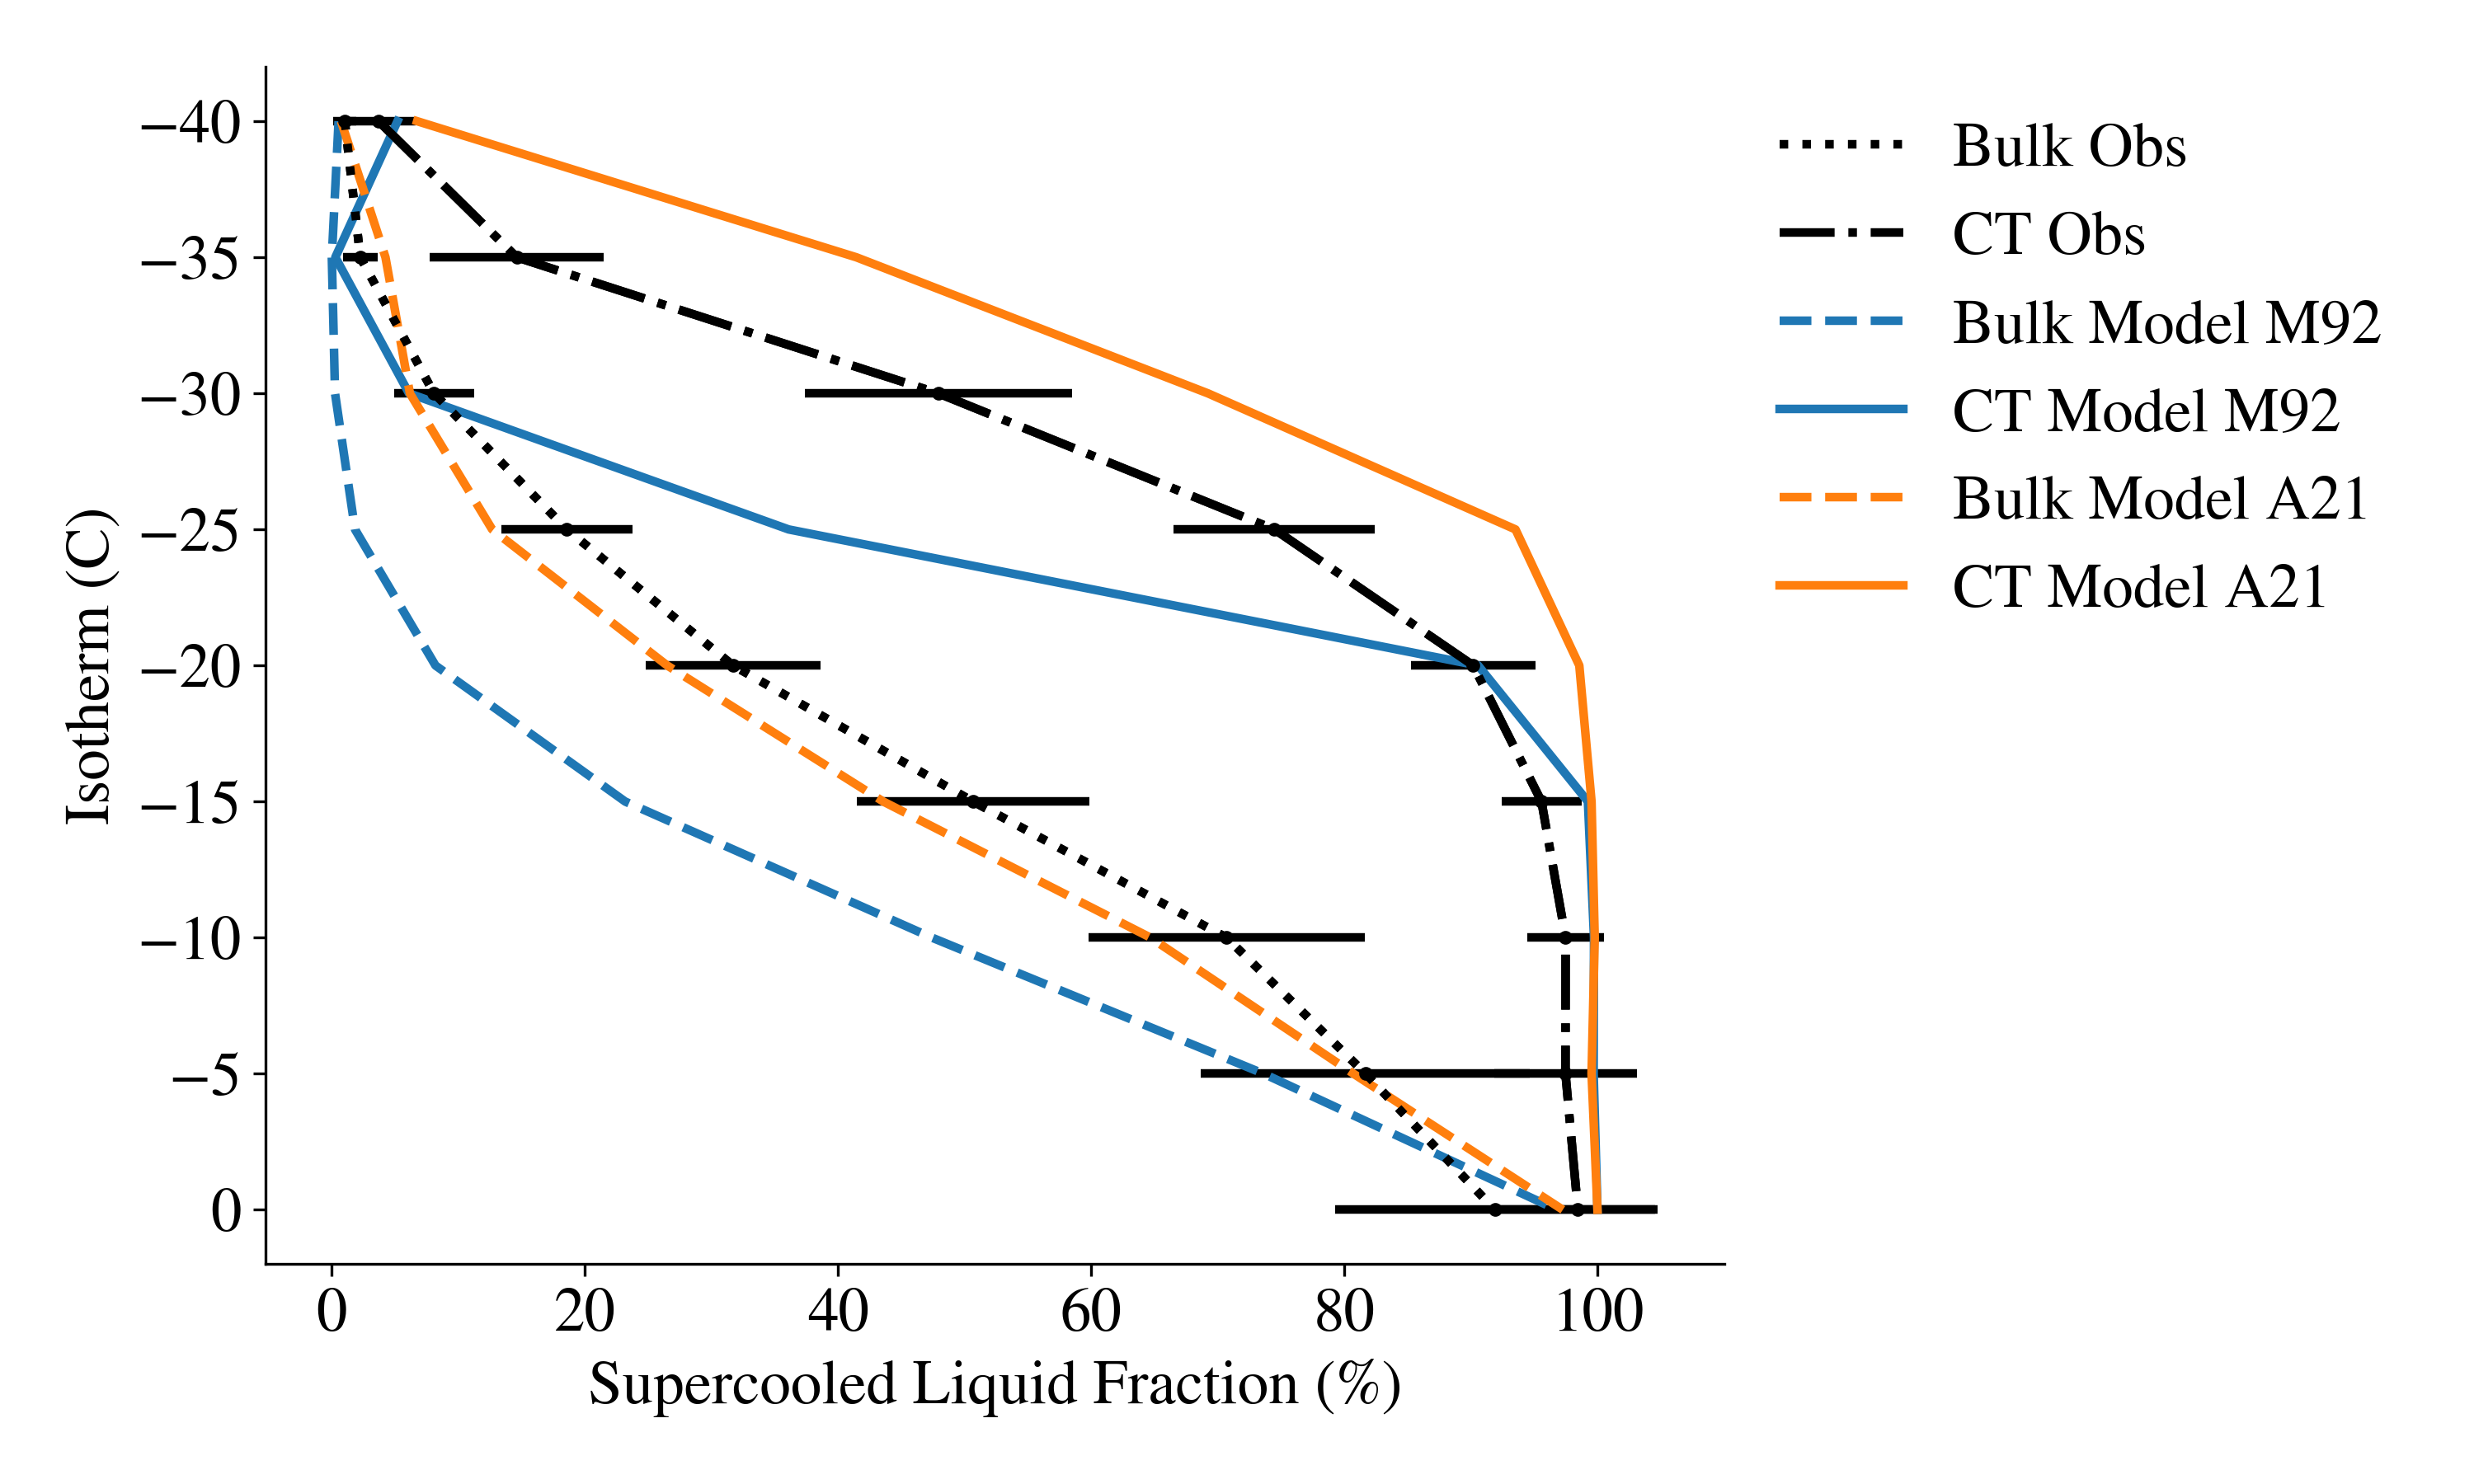 −40
−35
−30
−25
−20
−15
−10
−5
0
Isotherm (C)
0 20 40 60 80 100
Supercooled Liquid Fraction (%)
Bulk Obs
CT Obs
Bulk Model M92
CT Model M92
Bulk Model A21
CT Model A21